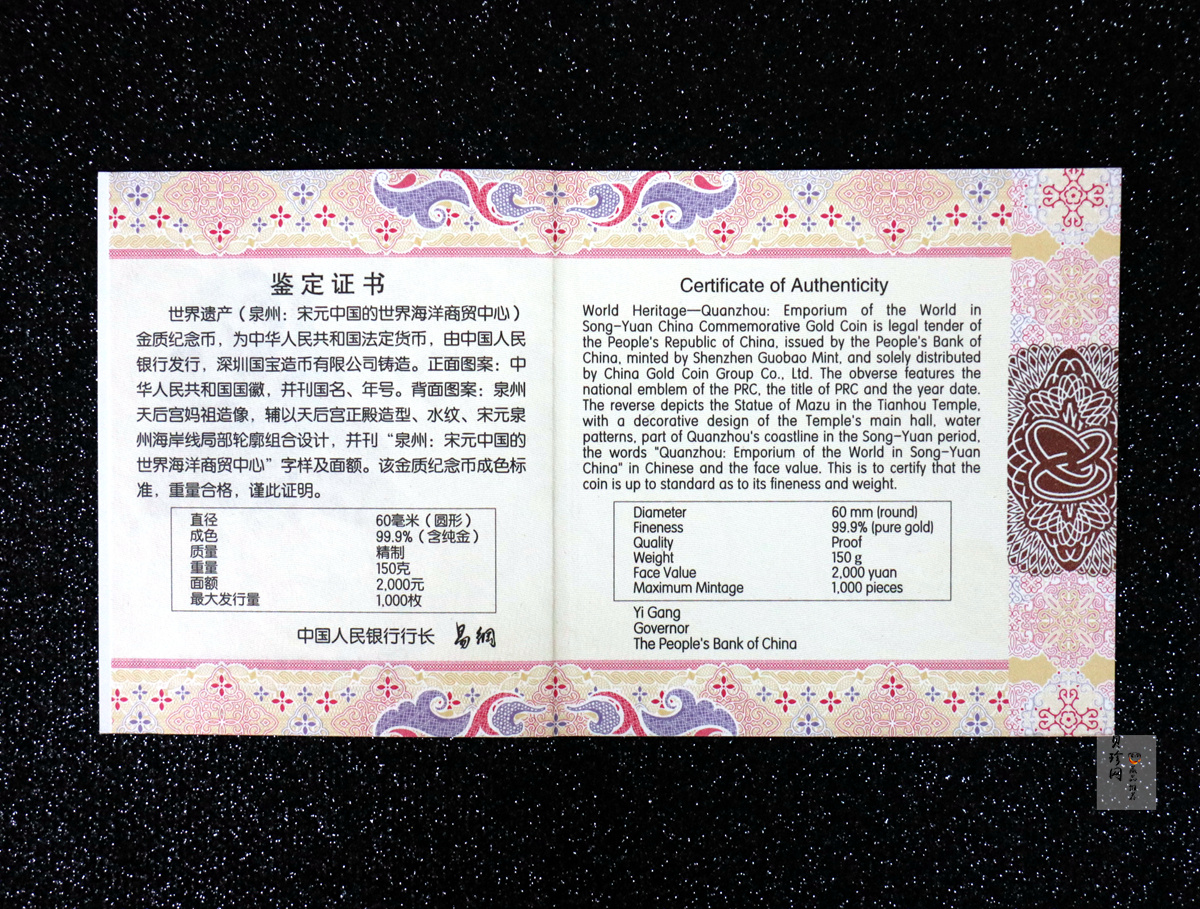 鉴定证书
世界遗产（泉州：宋元中国的世界海洋商贸中心）
金质纪念币，为中华人民共和国法定货币，由中国人民
银行发行，深圳国宝造币有限公司铸造。正面图案：中
华人民共和国国徽，并刊国名、年号。背面图案：泉州
天后宫妈祖造像，辅以天后宫正殿造型、水纹、宋元泉
州海岸线局部轮廓组合设计，并刊“泉州：宋元中国的
世界海洋商贸中心”字样及面额。该金质纪念币成色标
准，重量合格，谨此证明。
直径 60毫米（圆形）
成色 99.9%（含纯金）
质量 精制
重量 150克
面额 2,000元
最大发行量 1,000枚
中国人民银行行长 易纲
Certificate of Authenticity
World Heritage—Quanzhou: Emporium of the World in
Song-Yuan China Commemorative Gold Coin is legal tender of
the People's Republic of China, issued by the People's Bank of
China, minted by Shenzhen Guobao Mint, and solely distributed
by China Gold Coin Group Co., Ltd. The obverse features the
national emblem of the PRC, the title of PRC and the year date.
The reverse depicts the Statue of Mazu in the Tianhou Temple,
with a decorative design of the Temple's main hall, water
patterns, part of Quanzhou's coastline in the Song-Yuan period,
the words "Quanzhou: Emporium of the World in Song-Yuan
China" in Chinese and the face value. This is to certify that the
coin is up to standard as to its fineness and weight.
Diameter 60 mm (round)
Fineness 99.9% (pure gold)
Quality Proof
Weight 150 g
Face Value 2,000 yuan
Maximum Mintage 1,000 pieces
Yi Gang
Governor
The People's Bank of China